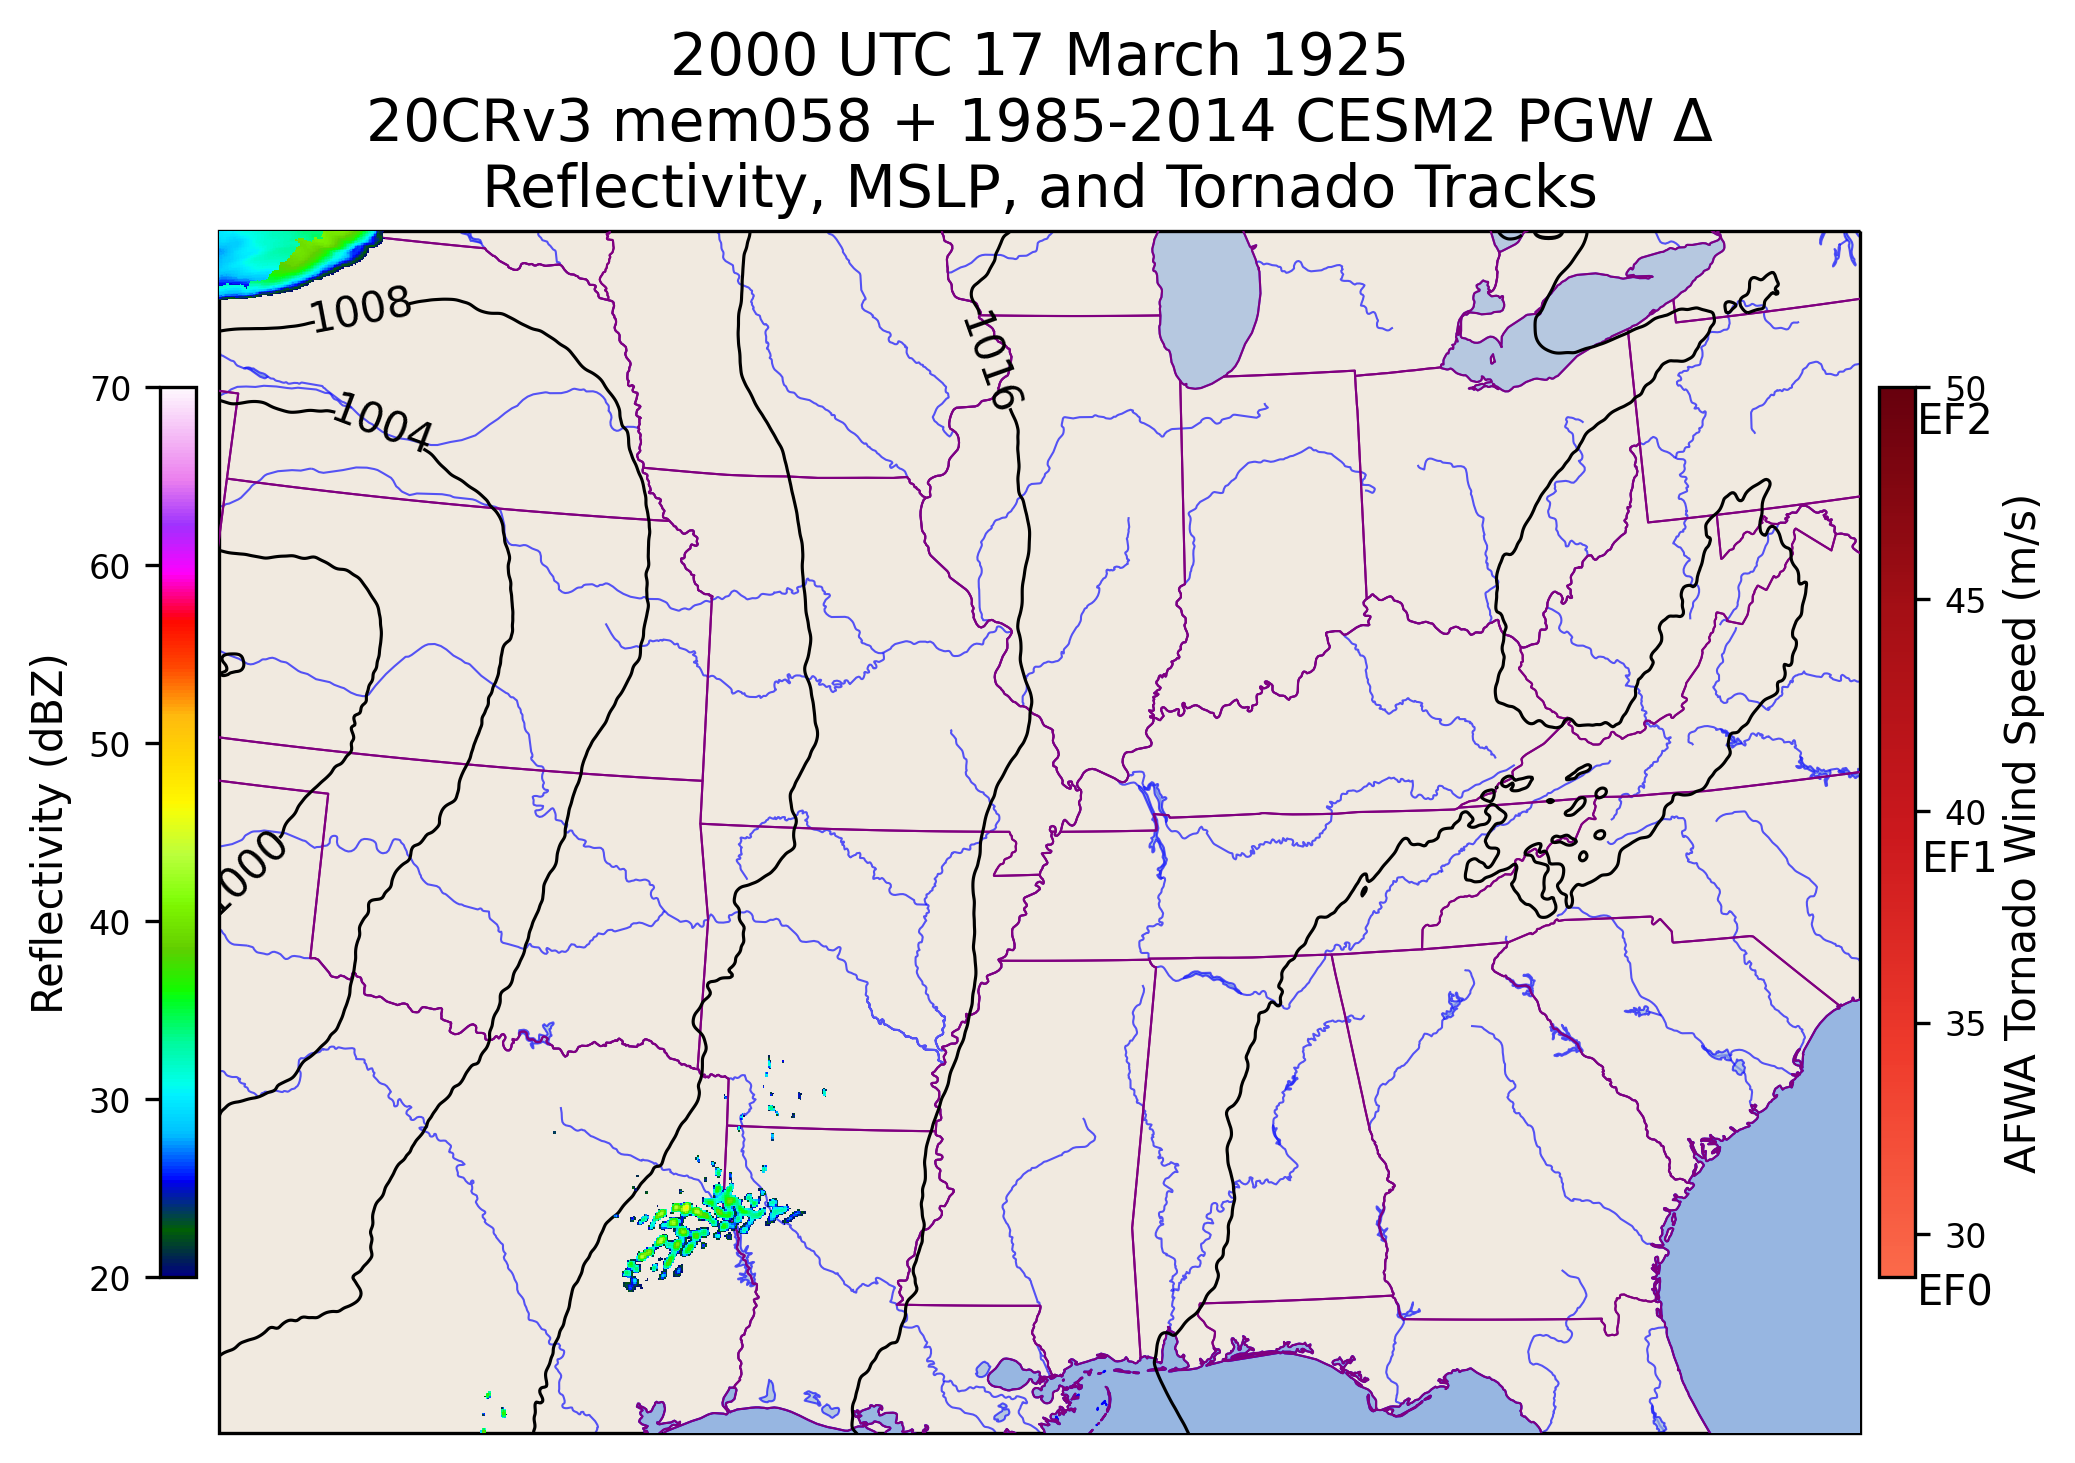 2000 UTC 17 March 1925
20CRv3 mem058 + 1985-2014 CESM2 PGW Δ
Reflectivity, MSLP, and Tornado Tracks
1008
1004
1000
1016
70
60
50
40
30
20
Reflectivity (dBZ)
50
EF2
45
40
EF1
35
30
EF0
AFWA Tornado Wind Speed (m/s)